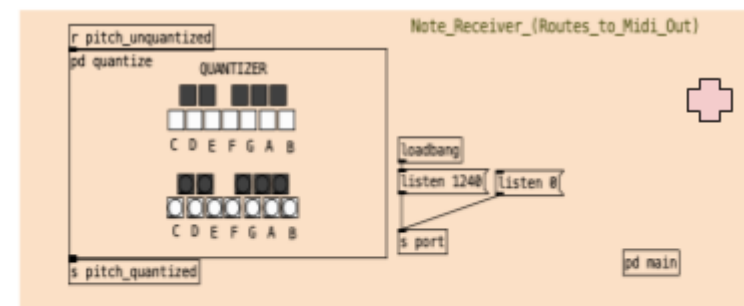 Note_Receiver_(Routes_to_Midi_Out)
r pitch_unquantized
pd quantize
QUANTIZER
C D E F G A B
C D E F G A B
s pitch_quantized
loadbang
listen 1240
listen 0
s port
pd main